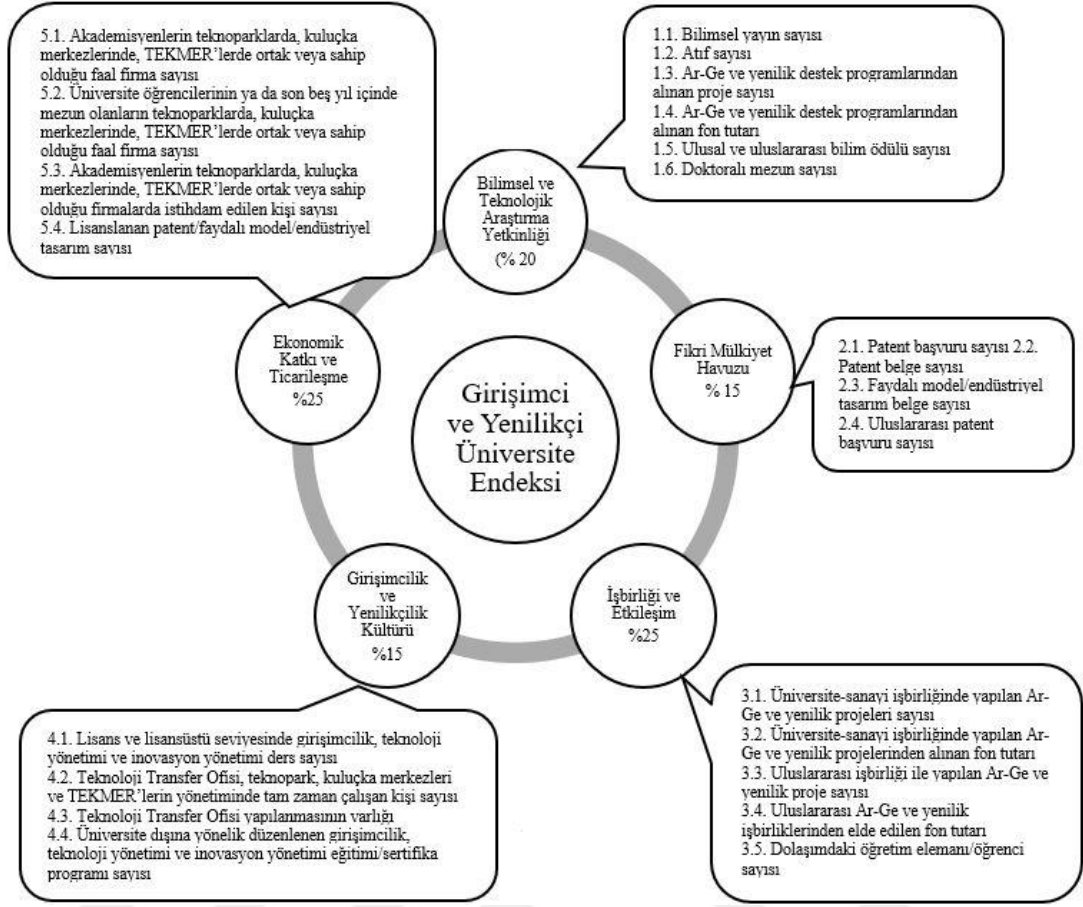 5.1. Akademisyenlerin teknoparklarda, kuluçka
merkezlerinde, TEKMER’lerde ortak veya sahip
olduğu faal firma sayısı
5.2. Üniversite öğrencilerinin ya da son beş yıl içinde
mezun olanların teknoparklarda, kuluçka
merkezlerinde, TEKMER’lerde ortak veya sahip
olduğu faal firma sayısı
5.3. Akademisyenlerin teknoparklarda, kuluçka
merkezlerinde, TEKMER’lerde ortak veya sahip
olduğu firmalarda istihdam edilen kişi sayısı
5.4. Lisanslanan patent/faydalı model/endüstriyel
tasarım sayısı
1.1. Bilimsel yayın sayısı
1.2. Atıf sayısı
1.3. Ar-Ge ve yenilik destek programlarından
alınan proje sayısı
1.4. Ar-Ge ve yenilik destek programlarından
alınan fon tutarı
1.5. Ulusal ve uluslararası bilim ödülü sayısı
1.6. Doktoralı mezun sayısı
Bilimsel ve
Teknolojik
Araştırma
Yetkinliği
(% 20
Ekonomik
Katkı ve
Ticarileşme
%25
Girişimci
ve Yenilikçi
Üniversite
Endeksi
Fikri Mülkiyet
Havuzu
% 15
2.1. Patent başvuru sayısı 2.2.
Patent belge sayısı
2.3. Faydalı model/endüstriyel
tasarım belge sayısı
2.4. Uluslararası patent
başvuru sayısı
Girişimcilik
ve
Yenilikçilik
Kültürü
%15
İşbirliği ve
Etkileşim
%25
4.1. Lisans ve lisansüstü seviyesinde girişimcilik, teknoloji
yönetimi ve inovasyon yönetimi ders sayısı
4.2. Teknoloji Transfer Ofisi, teknopark, kuluçka merkezleri
ve TEKMER’lerin yönetiminde tam zaman çalışan kişi sayısı
4.3. Teknoloji Transfer Ofisi yapılanmasının varlığı
4.4. Üniversite dışına yönelik düzenlenen girişimcilik,
teknoloji yönetimi ve inovasyon yönetimi eğitimi/sertifika
programı sayısı
3.1. Üniversite-sanayi işbirliğinde yapılan Ar-
Ge ve yenilik projeleri sayısı
3.2. Üniversite-sanayi işbirliğinde yapılan Ar-
Ge ve yenilik projelerinden alınan fon tutarı
3.3. Uluslararası işbirliği ile yapılan Ar-Ge ve
yenilik proje sayısı
3.4. Uluslararası Ar-Ge ve yenilik
işbirliklerinden elde edilen fon tutarı
3.5. Dolaşımdaki öğretim elemanı/öğrenci
sayısı